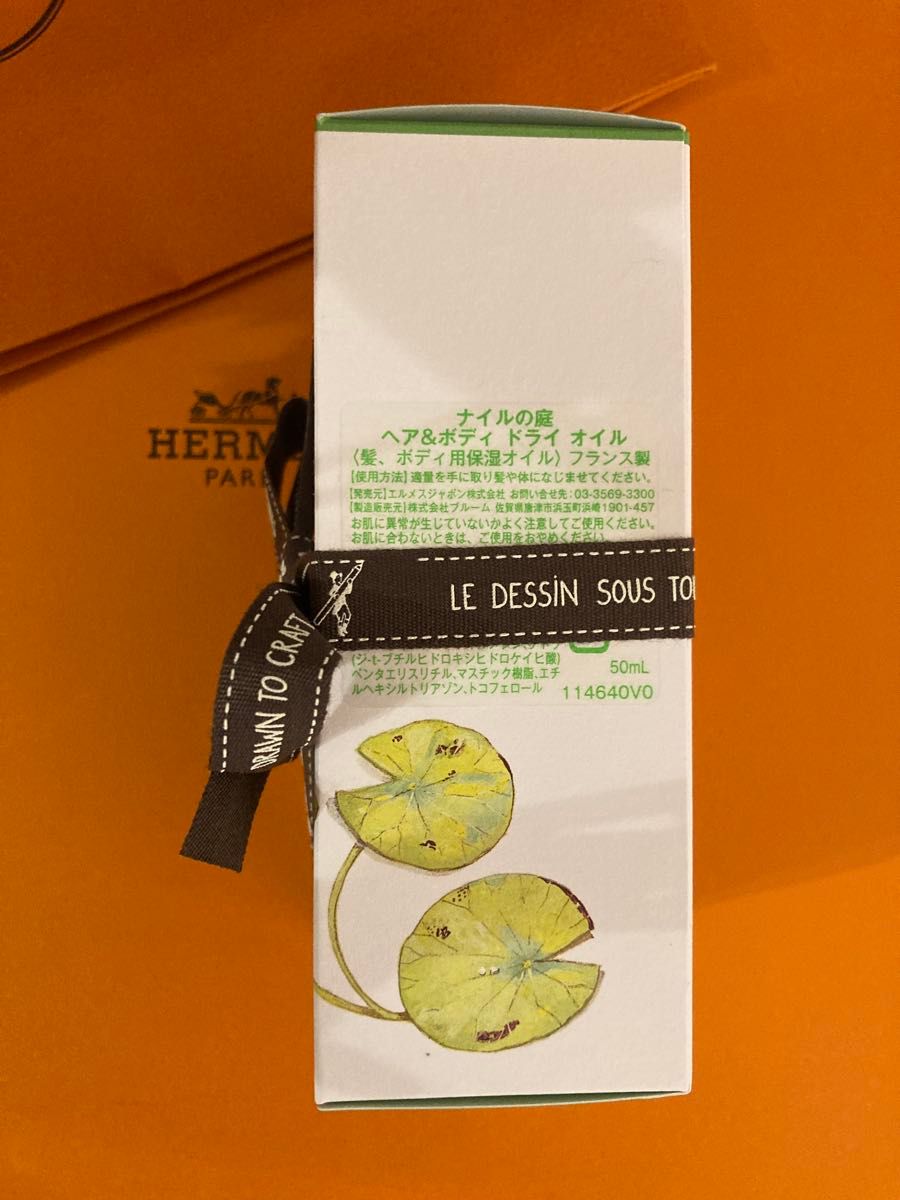 HERM
PARI
ナイルの庭
ヘア&ボディ ドライ オイル
〈髪、ボディ用保湿オイル〉フランス製
【使用方法】適量を手に取り髪や体になじませてください。
【発売元】エルメスジャポン株式会社 お問い合せ先:03-3569-3300
【製造販売元】株式会社ブルーム 佐賀県唐津市浜玉町浜崎1901-457
お肌に異常が生じていないかよく注意してご使用ください。
お肌に合わないときは、ご使用をおやめください。
LE DESSIN SOUS TO
DRAWN TO CRAFT
(ジ-t-ブチルヒドロキシヒドロケイヒ酸)
ペンタエリスリチル、マスチック樹脂、エチ
ルヘキシルトリアゾン、トコフェロール
50mL
114640V0